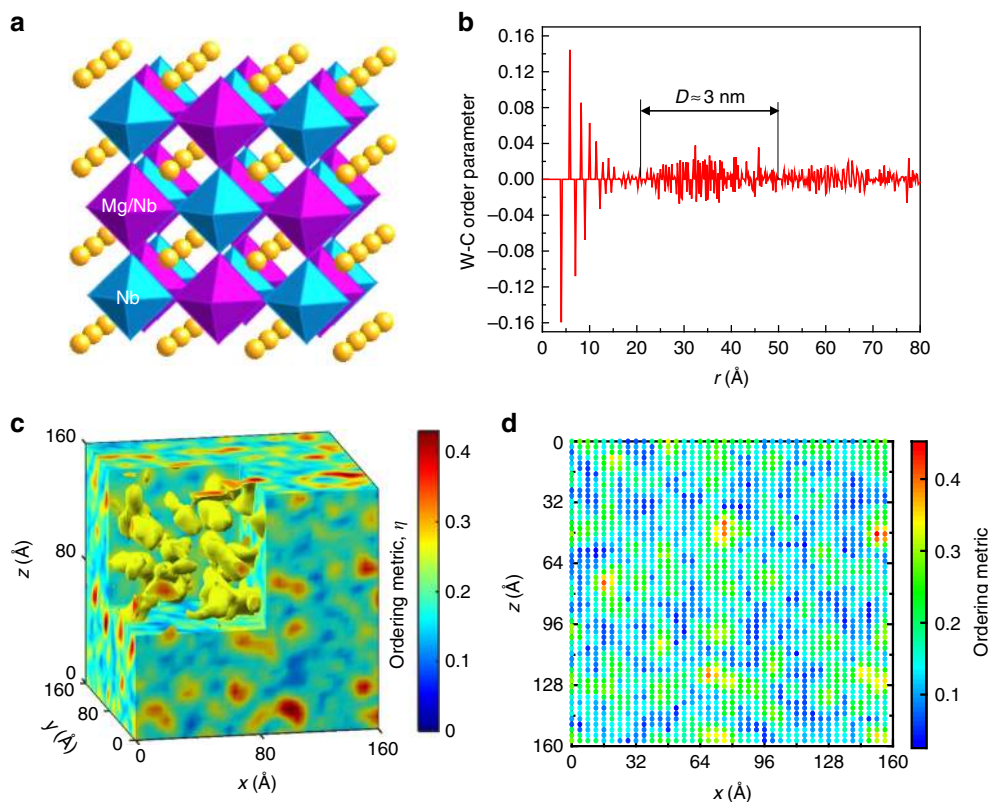 a
Mg/Nb
Nb
b
W-C order parameter
0.16
0.12
0.08
0.04
0.00
–0.04
–0.08
–0.12
–0.16
D≈3 nm
0 10 20 30 40 50 60 70 80
r (Å)
c
z (Å)
160
80
0
160
80
0
y (Å)
0 80 160
x (Å)
Ordering metric, η
0.4
0.3
0.2
0.1
0
d
z (Å)
0
32
64
96
128
160
0 32 64 96 128 160
x (Å)
Ordering metric
0.4
0.3
0.2
0.1